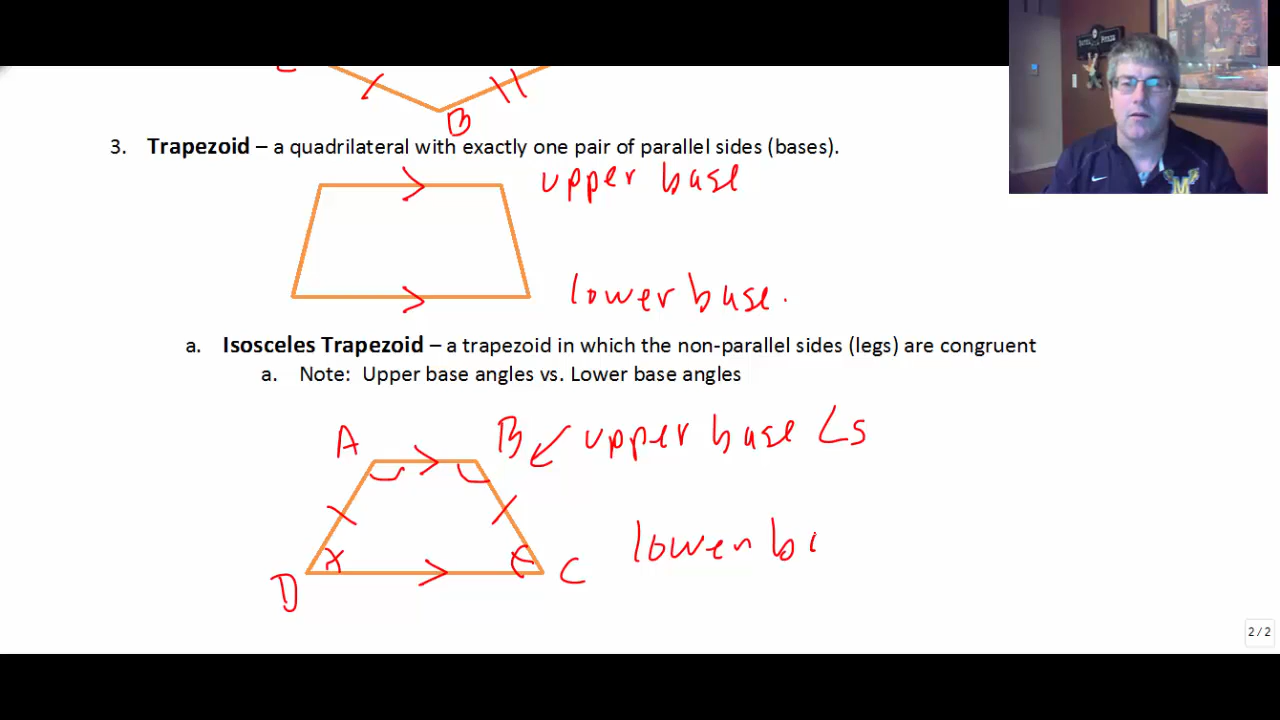 B
3. Trapezoid – a quadrilateral with exactly one pair of parallel sides (bases).
upper base
lower base.
a. Isosceles Trapezoid – a trapezoid in which the non-parallel sides (legs) are congruent
a. Note: Upper base angles vs. Lower base angles
A B upper base ∠s
lower b
D C
2/2
M